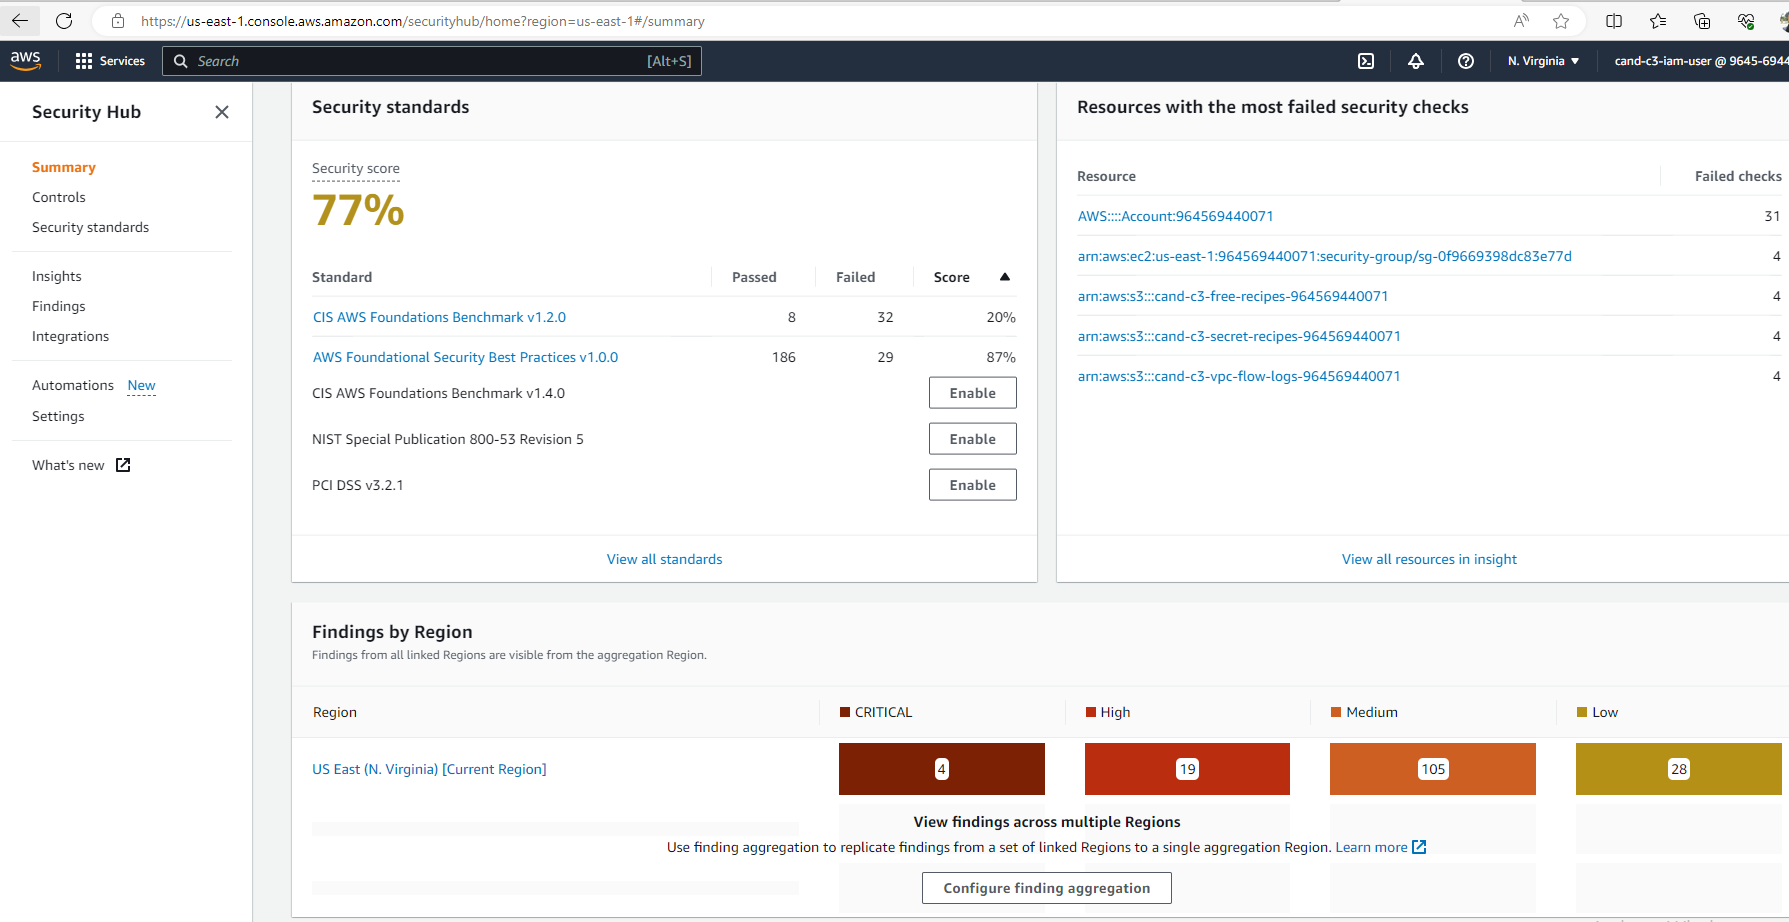 https://us-east-1.console.aws.amazon.com/securityhub/home?region=us-east-1#/summary
aws
Services
Search
[Alt+S]
N. Virginia
cand-c3-iam-user @ 9645-6944
Security Hub
Summary
Controls
Security standards
Insights
Findings
Integrations
Automations New
Settings
What's new
Security standards
Security score
77%
Standard Passed Failed Score
CIS AWS Foundations Benchmark v1.2.0 8 32 20%
AWS Foundational Security Best Practices v1.0.0 186 29 87%
CIS AWS Foundations Benchmark v1.4.0 Enable
NIST Special Publication 800-53 Revision 5 Enable
PCI DSS v3.2.1 Enable
View all standards
Resources with the most failed security checks
Resource Failed checks
AWS::::Account:964569440071 31
arn:aws:ec2:us-east-1:964569440071:security-group/sg-0f9669398dc83e77d 4
arn:aws:s3:::cand-c3-free-recipes-964569440071 4
arn:aws:s3:::cand-c3-secret-recipes-964569440071 4
arn:aws:s3:::cand-c3-vpc-flow-logs-964569440071 4
View all resources in insight
Findings by Region
Findings from all linked Regions are visible from the aggregation Region.
Region CRITICAL High Medium Low
US East (N. Virginia) [Current Region] 4 19 105 28
View findings across multiple Regions
Use finding aggregation to replicate findings from a set of linked Regions to a single aggregation Region. Learn more
Configure finding aggregation